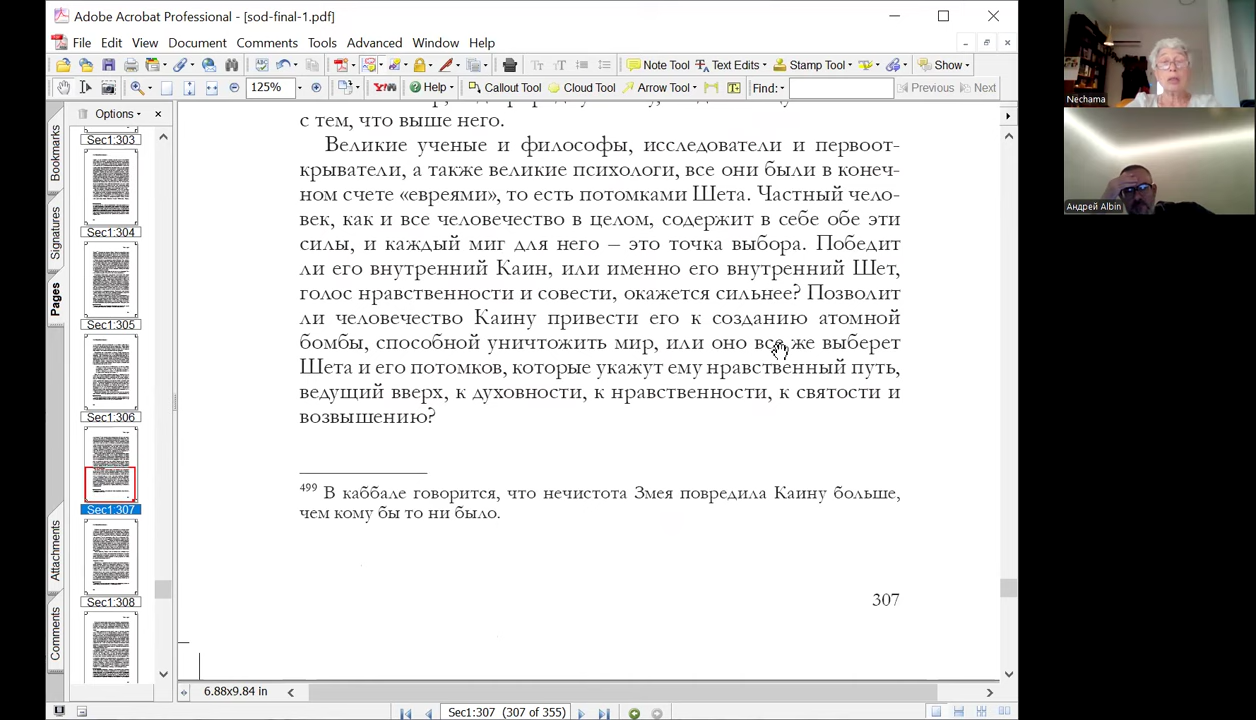 Adobe Acrobat Professional - [sod-final-1.pdf]
File Edit View Document Comments Tools Advanced Window Help
Note Tool Text Edits Stamp Tool Show
125% Help Callout Tool Cloud Tool Arrow Tool Find: Previous Next
Options
Bookmarks
Signatures
Pages
Attachments
Comments
Sec1:303
Sec1:304
Sec1:305
Sec1:306
Sec1:307
Sec1:308
с тем, что выше него.
Великие ученые и философы, исследователи и первоот-
крыватели, а также великие психологи, все они были в конеч-
ном счете «евреями», то есть потомками Шета. Частный чело-
век, как и все человечество в целом, содержит в себе обе эти
силы, и каждый миг для него – это точка выбора. Победит
ли его внутренний Каин, или именно его внутренний Шет,
голос нравственности и совести, окажется сильнее? Позволит
ли человечество Каину привести его к созданию атомной
бомбы, способной уничтожить мир, или оно все же выберет
Шета и его потомков, которые укажут ему нравственный путь,
ведущий вверх, к духовности, к нравственности, к святости и
возвышению?
499 В каббале говорится, что нечистота Змея повредила Каину больше,
чем кому бы то ни было.
307
6.88x9.84 in
Sec1:307 (307 of 355)
Nechama
Андрей Albin